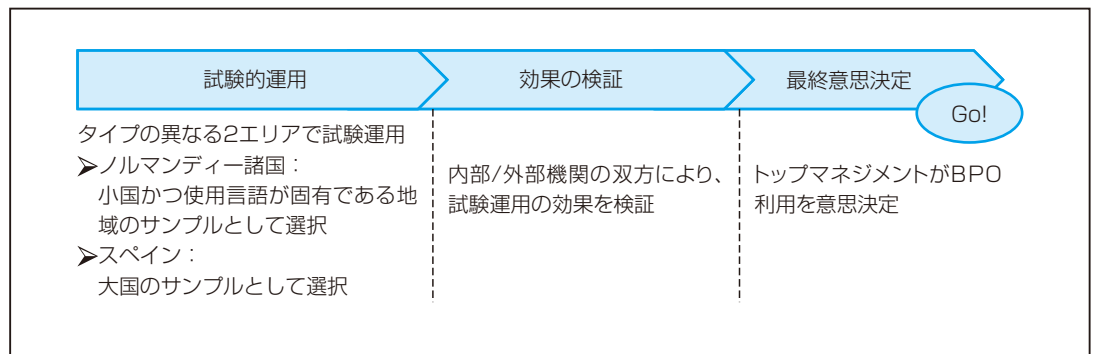 試験的運用
効果の検証
最終意思決定
Go!
タイプの異なる2エリアで試験運用
➤ノルマンディー諸国：
小国かつ使用言語が固有である地
域のサンプルとして選択
➤スペイン：
大国のサンプルとして選択
内部/外部機関の双方により、
試験運用の効果を検証
トップマネジメントがBPO
利用を意思決定